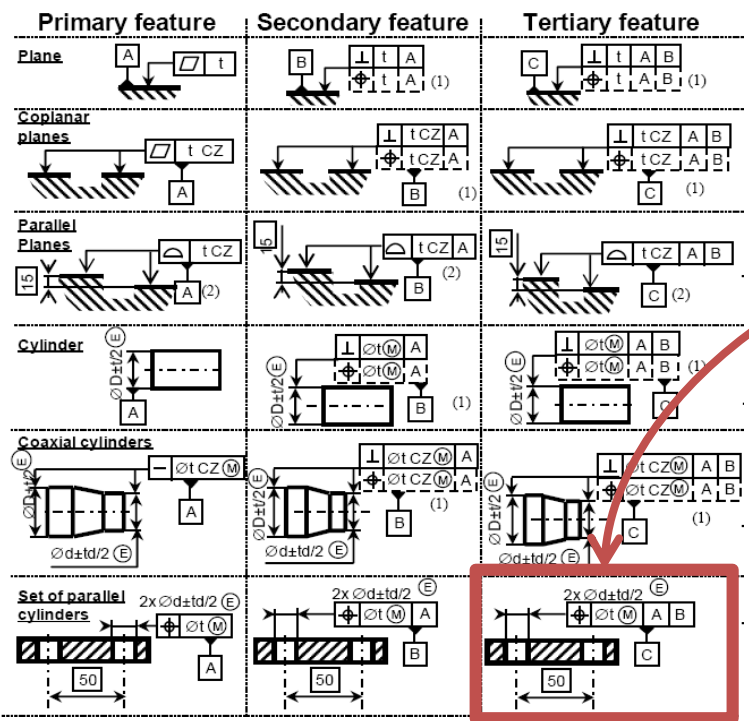 Primary feature Secondary feature Tertiary feature
Plane
A ⏥ t
B ⊥ t A
⌖ t A (1)
C ⊥ t A B
⌖ t A B (1)
Coplanar
planes
⏥ t CZ
A
⊥ t CZ A
⌖ t CZ A
B (1)
⊥ t CZ A B
⌖ t CZ A B
C (1)
Parallel
Planes
⌓ t CZ
15 A (2)
15 ⌓ t CZ A
B (2)
15 ⌓ t CZ A B
C (2)
Cylinder
∅D±t/2 Ⓔ
A
⊥ ∅t Ⓜ A
⌖ ∅t Ⓜ A
∅D±t/2 Ⓔ
B (1)
⊥ ∅t Ⓜ A B
⌖ ∅t Ⓜ A B (1)
∅D±t/2 Ⓔ
C
Coaxial cylinders
∅D±t/2 Ⓔ
⏤ ∅t CZ Ⓜ
A
∅d±td/2 Ⓔ
⊥ ∅t CZ Ⓜ A
⌖ ∅t CZ Ⓜ A
∅D±t/2 Ⓔ
B (1)
∅d±td/2 Ⓔ
⊥ ∅t CZ Ⓜ A B
⌖ ∅t CZ Ⓜ A B
∅D±t/2 Ⓔ
C (1)
∅d±td/2 Ⓔ
Set of parallel
cylinders
2x ∅d±td/2 Ⓔ
⌖ ∅t Ⓜ
A
50
2x ∅d±td/2 Ⓔ
⌖ ∅t Ⓜ A
B
50
2x ∅d±td/2 Ⓔ
⌖ ∅t Ⓜ A B
C
50